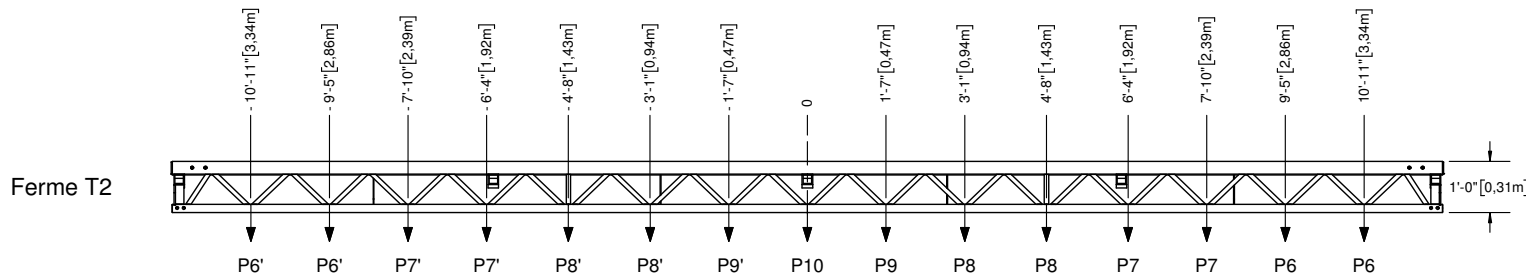 - 10'-11"[3,34m]
- 9'-5"[2,86m]
- 7'-10"[2,39m]
- 6'-4"[1,92m]
- 4'-8"[1,43m]
- 3'-1"[0,94m]
- 1'-7"[0,47m]
0
1'-7"[0,47m]
3'-1"[0,94m]
4'-8"[1,43m]
6'-4"[1,92m]
7'-10"[2,39m]
9'-5"[2,86m]
10'-11"[3,34m]
Ferme T2
1'-0"[0,31m]
P6' P6' P7' P7' P8' P8' P9' P10 P9 P8 P8 P7 P7 P6 P6